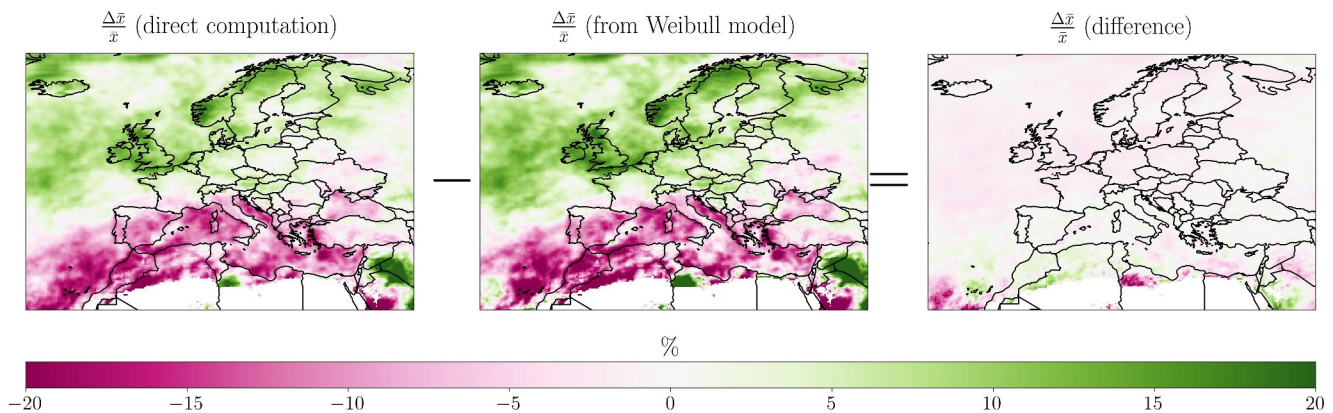 Δx̄/x̄ (direct computation)
Δx̄/x̄ (from Weibull model)
Δx̄/x̄ (difference)
— =
%
−20 −15 −10 −5 0 5 10 15 20